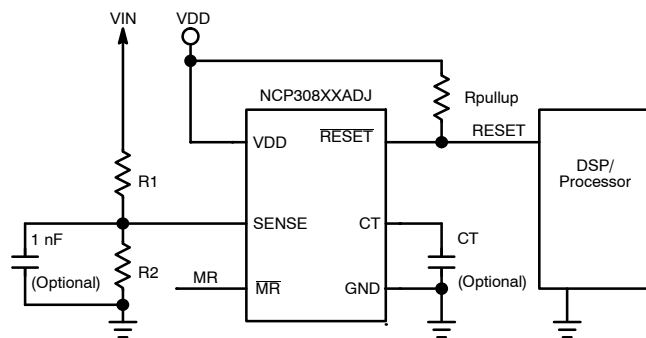 VIN
VDD
NCP308XXADJ
Rpullup
VDD
RESET
RESET
DSP/
Processor
R1
SENSE
CT
CT
1 nF
(Optional)
R2
(Optional)
MR
MR
GND